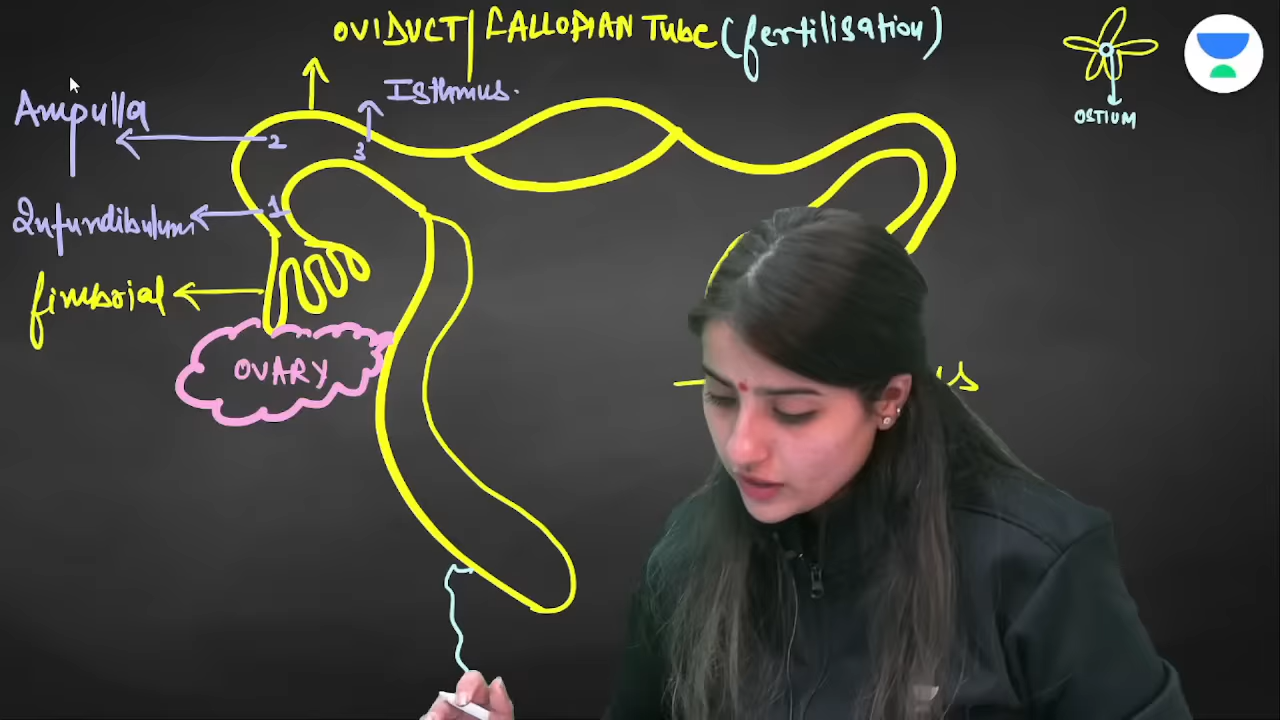 OVIDUCT/ FALLOPIAN TUBE (fertilisation)
OSTIUM
Isthmus.
Ampulla
2
3
1
Infundibulum
fimbrial
OVARY